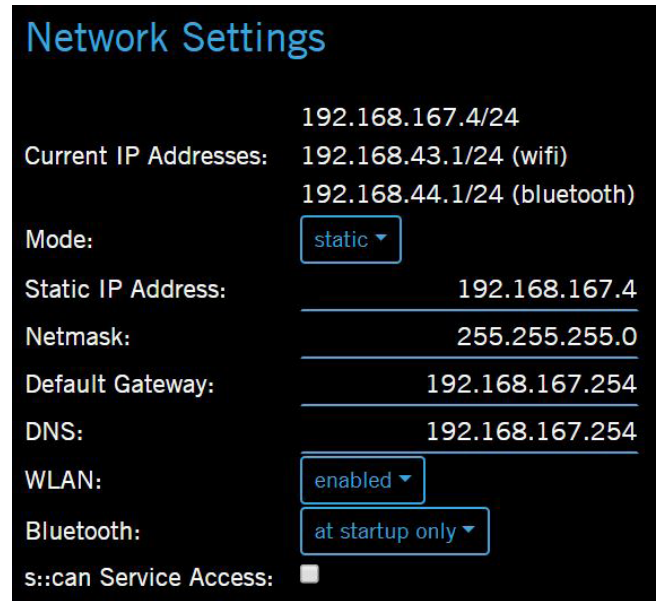 Network Settings
192.168.167.4/24
Current IP Addresses: 192.168.43.1/24 (wifi)
192.168.44.1/24 (bluetooth)
Mode: static
Static IP Address: 192.168.167.4
Netmask: 255.255.255.0
Default Gateway: 192.168.167.254
DNS: 192.168.167.254
WLAN: enabled
Bluetooth: at startup only
s::can Service Access: